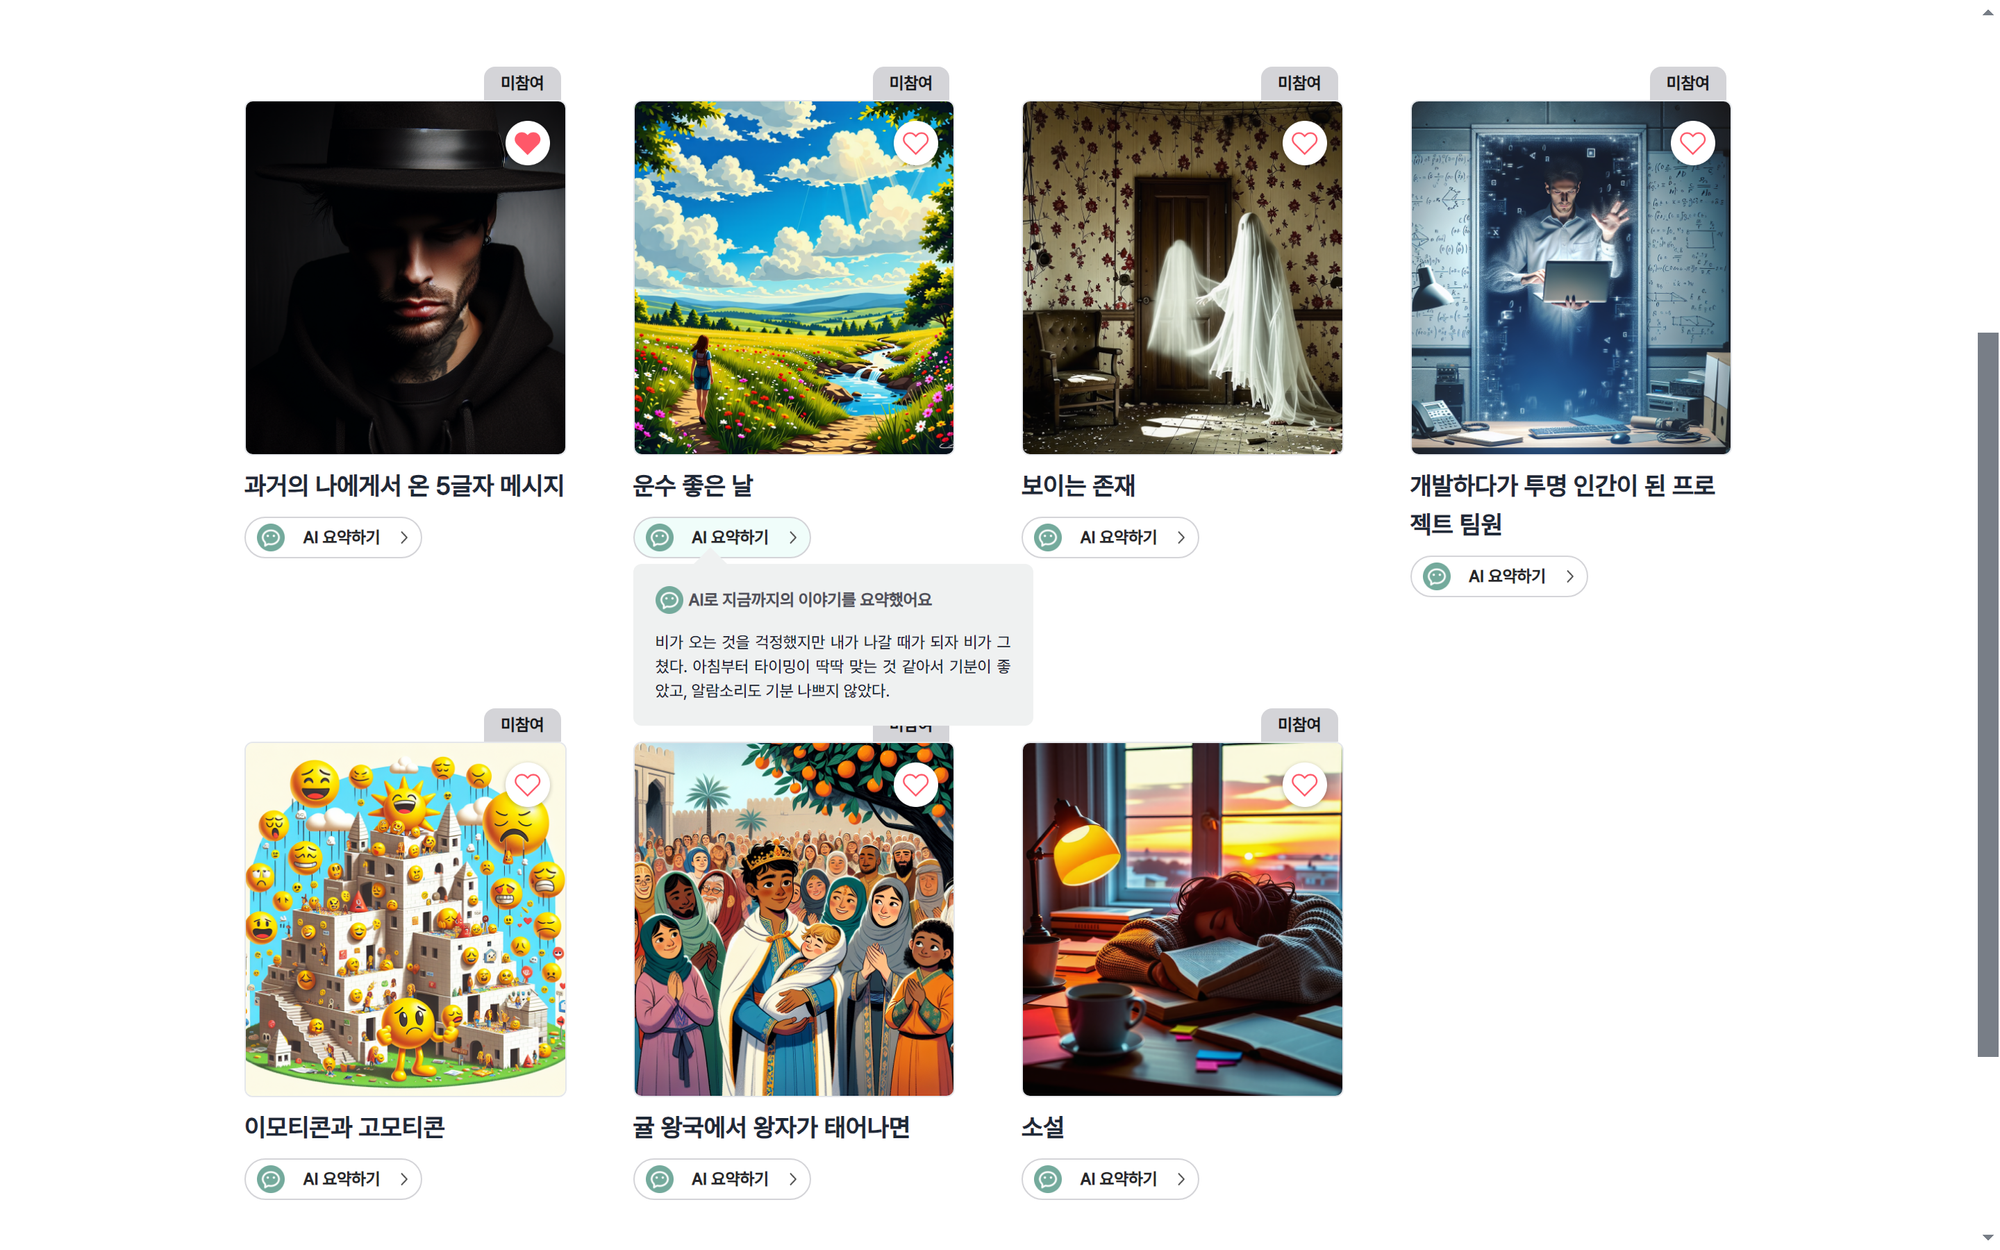 미참여
미참여
미참여
미참여
과거의 나에게서 온 5글자 메시지
AI 요약하기
운수 좋은 날
AI 요약하기
보이는 존재
AI 요약하기
개발하다가 투명 인간이 된 프로
젝트 팀원
AI 요약하기
AI로 지금까지의 이야기를 요약했어요
비가 오는 것을 걱정했지만 내가 나갈 때가 되자 비가 그
쳤다. 아침부터 타이밍이 딱딱 맞는 것 같아서 기분이 좋
았고, 알람소리도 기분 나쁘지 않았다.
미참여
미참여
미참여
이모티콘과 고모티콘
AI 요약하기
귤 왕국에서 왕자가 태어나면
AI 요약하기
소설
AI 요약하기